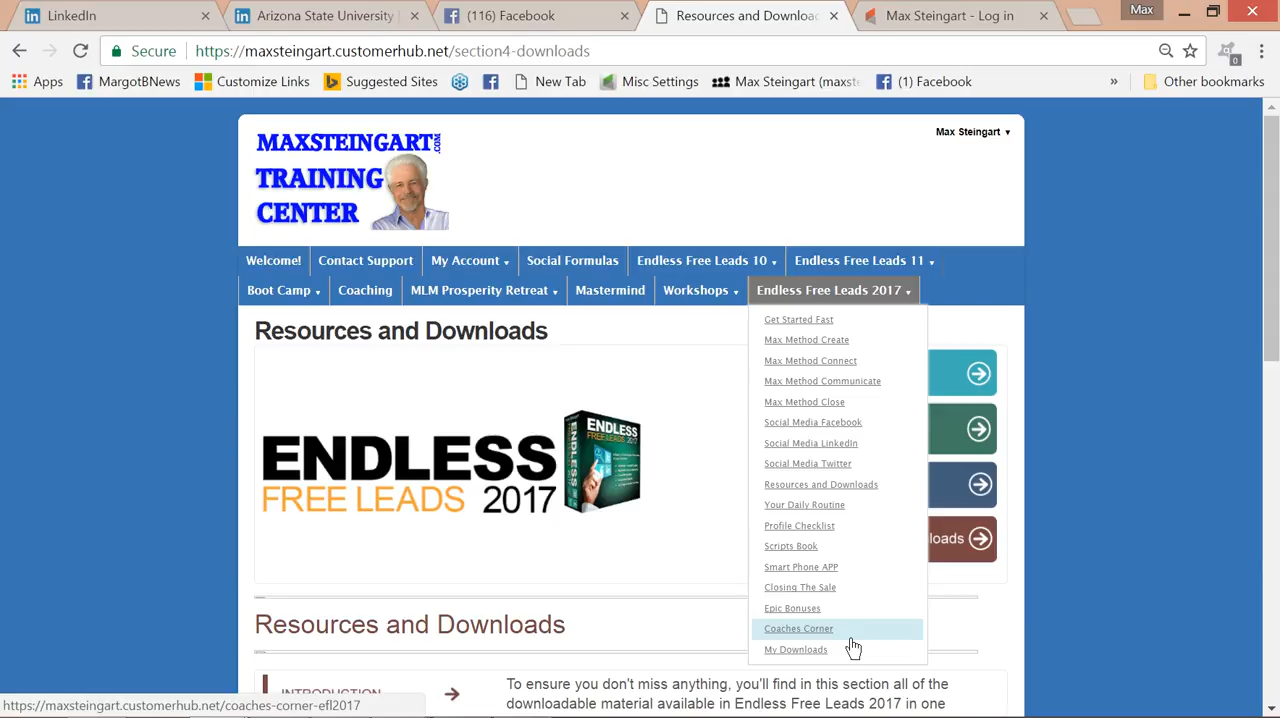 LinkedIn
Arizona State University
(116) Facebook
Resources and Downloa
Max Steingart - Log in
Max
Secure
https://maxsteingart.customerhub.net/section4-downloads
0
Apps
MargotBNews
Customize Links
Suggested Sites
New Tab
Misc Settings
Max Steingart (maxste
(1) Facebook
»
Other bookmarks
MAXSTEINGART.COM
TRAINING
CENTER
Max Steingart ▼
Welcome!
Contact Support
My Account
Social Formulas
Endless Free Leads 10
Endless Free Leads 11
Boot Camp
Coaching
MLM Prosperity Retreat
Mastermind
Workshops
Endless Free Leads 2017
Resources and Downloads
Get Started Fast
Max Method Create
Max Method Connect
Max Method Communicate
Max Method Close
Social Media Facebook
Social Media LinkedIn
Social Media Twitter
Resources and Downloads
Your Daily Routine
Profile Checklist
Scripts Book
Smart Phone APP
Closing The Sale
Epic Bonuses
Coaches Corner
My Downloads
ENDLESS
FREE LEADS 2017
ENDLESS
FREE LEADS
loads
Resources and Downloads
INTRODUCTION
To ensure you don't miss anything, you'll find in this section all of the
downloadable material available in Endless Free Leads 2017 in one
https://maxsteingart.customerhub.net/coaches-corner-efl2017